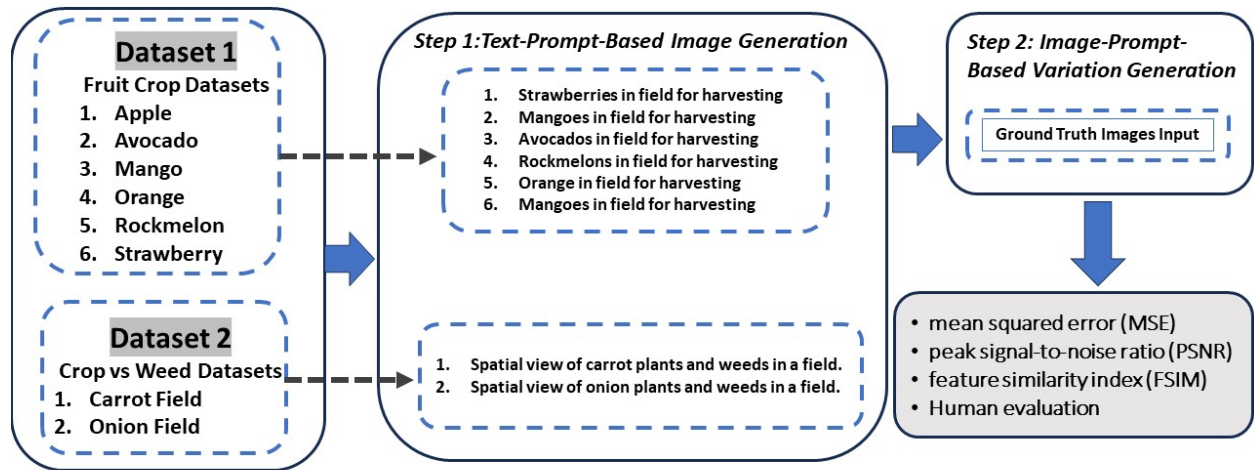 Dataset 1
Fruit Crop Datasets
1. Apple
2. Avocado
3. Mango
4. Orange
5. Rockmelon
6. Strawberry
Dataset 2
Crop vs Weed Datasets
1. Carrot Field
2. Onion Field
Step 1:Text-Prompt-Based Image Generation
1. Strawberries in field for harvesting
2. Mangoes in field for harvesting
3. Avocados in field for harvesting
4. Rockmelons in field for harvesting
5. Orange in field for harvesting
6. Mangoes in field for harvesting
1. Spatial view of carrot plants and weeds in a field.
2. Spatial view of onion plants and weeds in a field.
Step 2: Image-Prompt-
Based Variation Generation
Ground Truth Images Input
• mean squared error (MSE)
• peak signal-to-noise ratio (PSNR)
• feature similarity index (FSIM)
• Human evaluation